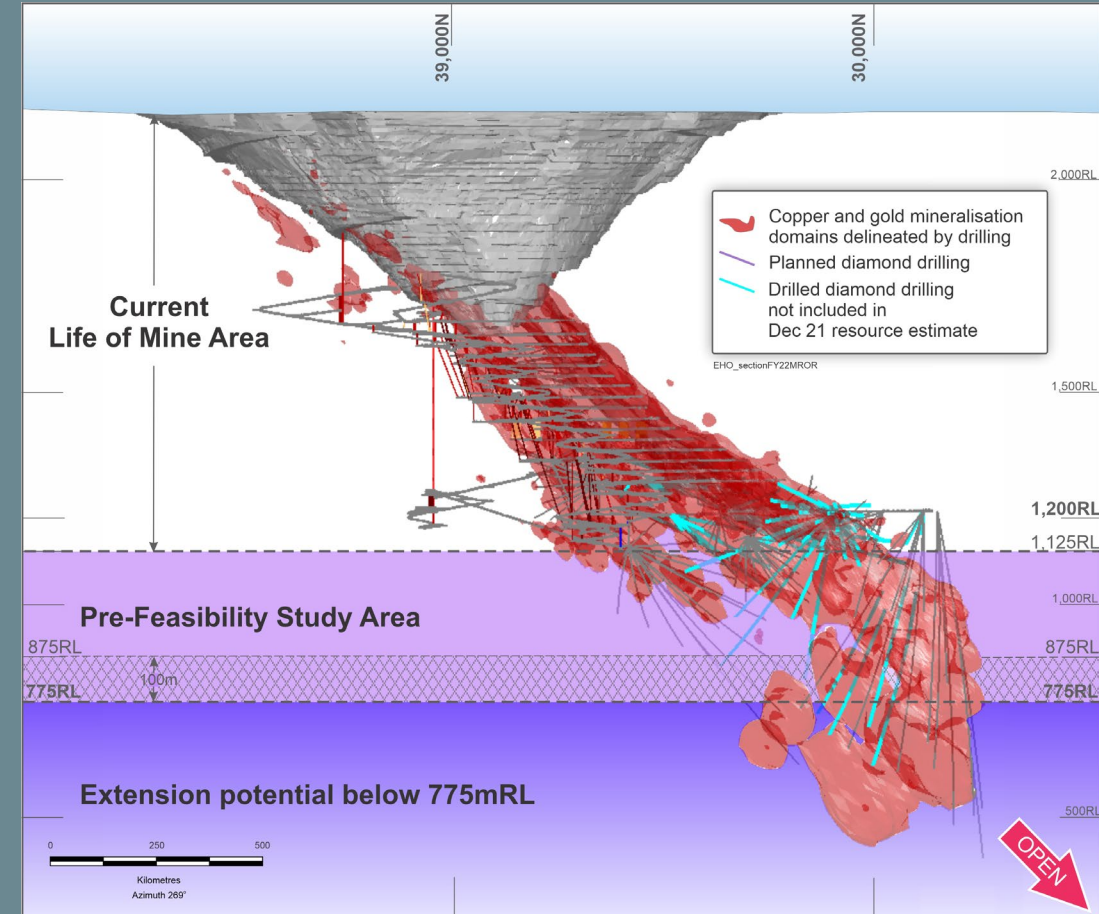 39,000N
30,000N
2,000RL
Copper and gold mineralisation
domains delineated by drilling
Planned diamond drilling
Drilled diamond drilling
not included in
Dec 21 resource estimate
EHO_sectionFY22MROR
Current
Life of Mine Area
1,500RL
1,200RL
1,125RL
1,000RL
Pre-Feasibility Study Area
875RL
875RL
100m
775RL
775RL
Extension potential below 775mRL
500RL
0 250 500
Kilometres
Azimuth 269°
OPEN